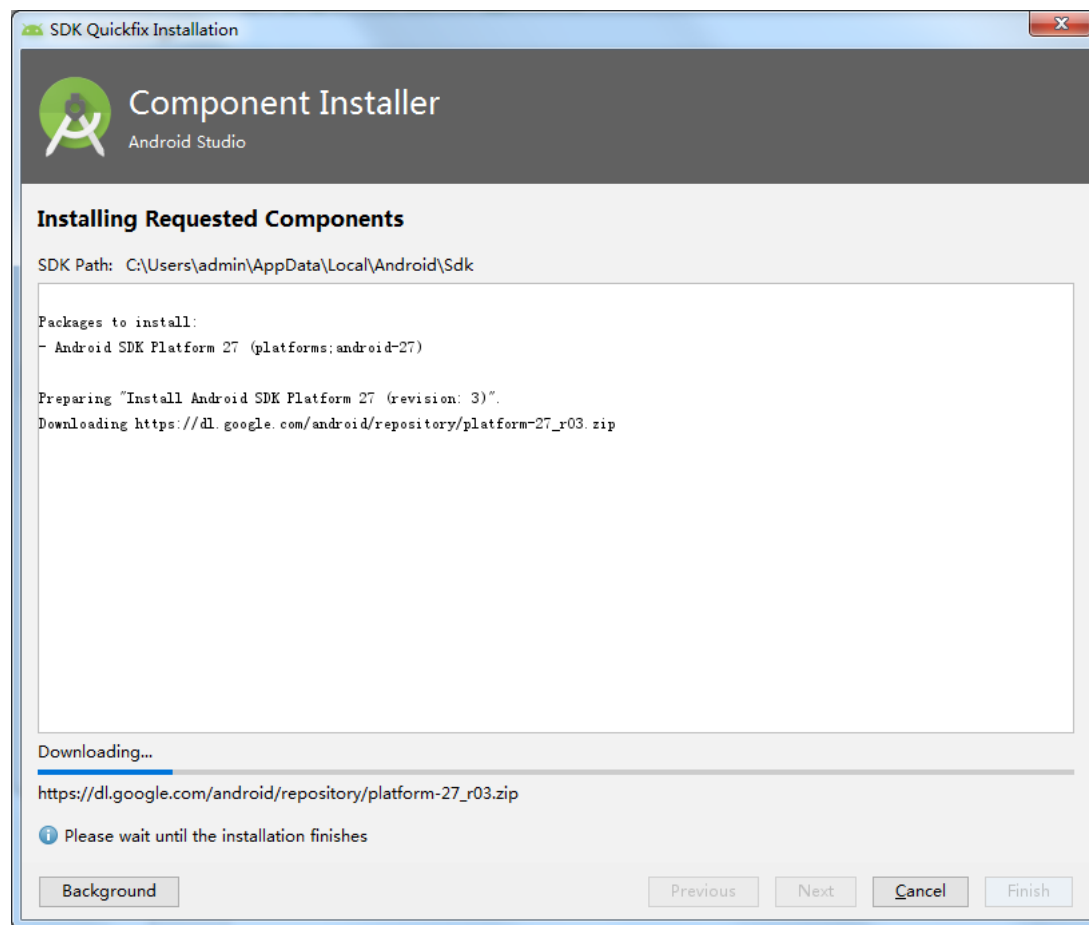 SDK Quickfix Installation
Component Installer
Android Studio
Installing Requested Components
SDK Path: C:\Users\admin\AppData\Local\Android\Sdk
Packages to install:
- Android SDK Platform 27 (platforms;android-27)
Preparing "Install Android SDK Platform 27 (revision: 3)".
Downloading https://dl.google.com/android/repository/platform-27_r03.zip
Downloading...
https://dl.google.com/android/repository/platform-27_r03.zip
Please wait until the installation finishes
Background Previous Next Cancel Finish